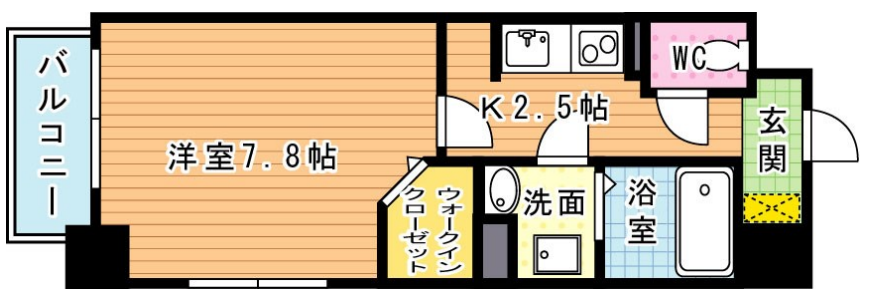 バルコニー
洋室7.8帖
K2.5帖
WC
玄関
ウォークイン
クローゼット
洗面
浴室